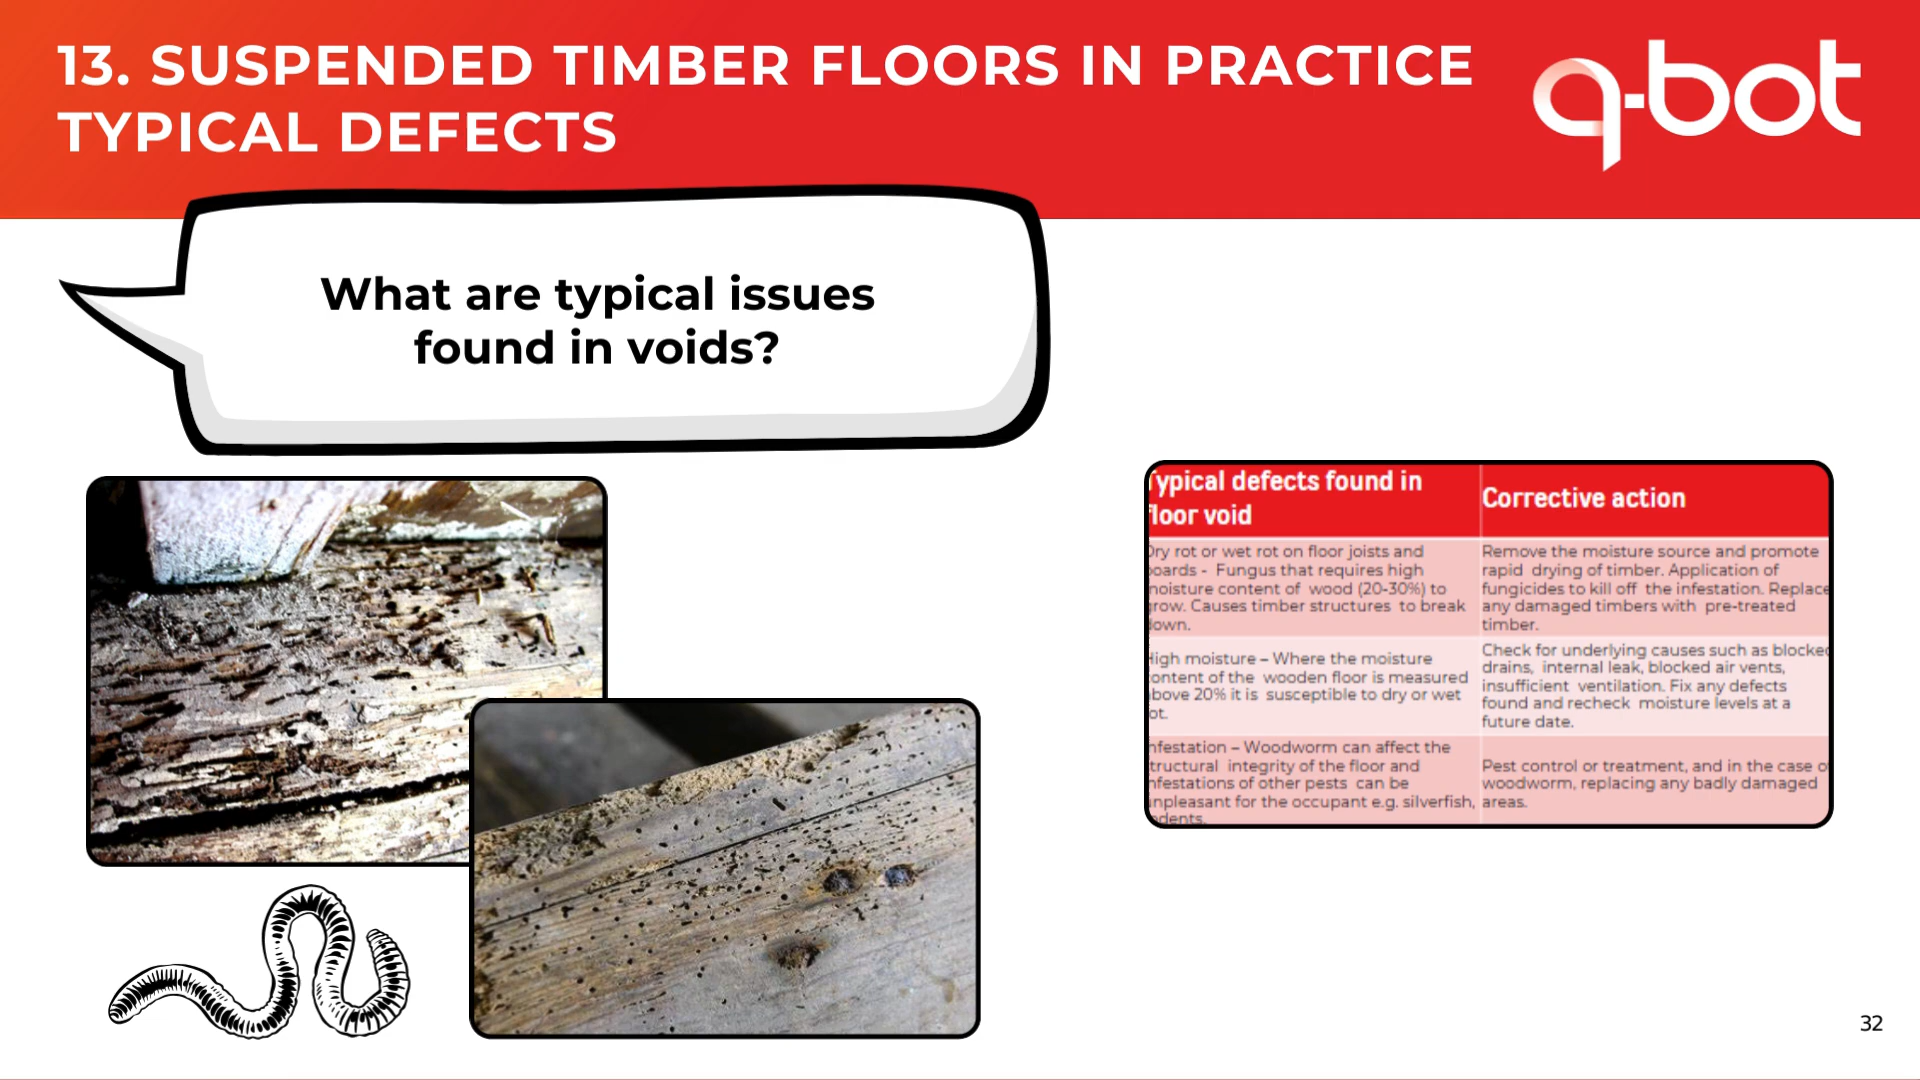 13. SUSPENDED TIMBER FLOORS IN PRACTICE
TYPICAL DEFECTS
q-bot
What are typical issues
found in voids?
Typical defects found in
floor void
Corrective action
Dry rot or wet rot on floor joists and
boards - Fungus that requires high
moisture content of wood (20-30%) to
grow. Causes timber structures to break
down.
Remove the moisture source and promote
rapid drying of timber. Application of
fungicides to kill off the infestation. Replace
any damaged timbers with pre-treated
timber.
High moisture – Where the moisture
content of the wooden floor is measured
above 20% it is susceptible to dry or wet
rot.
Check for underlying causes such as blocked
drains, internal leak, blocked air vents,
insufficient ventilation. Fix any defects
found and recheck moisture levels at a
future date.
Infestation – Woodworm can affect the
structural integrity of the floor and
infestations of other pests can be
unpleasant for the occupant e.g. silverfish,
rodents.
Pest control or treatment, and in the case of
woodworm, replacing any badly damaged
areas.
32